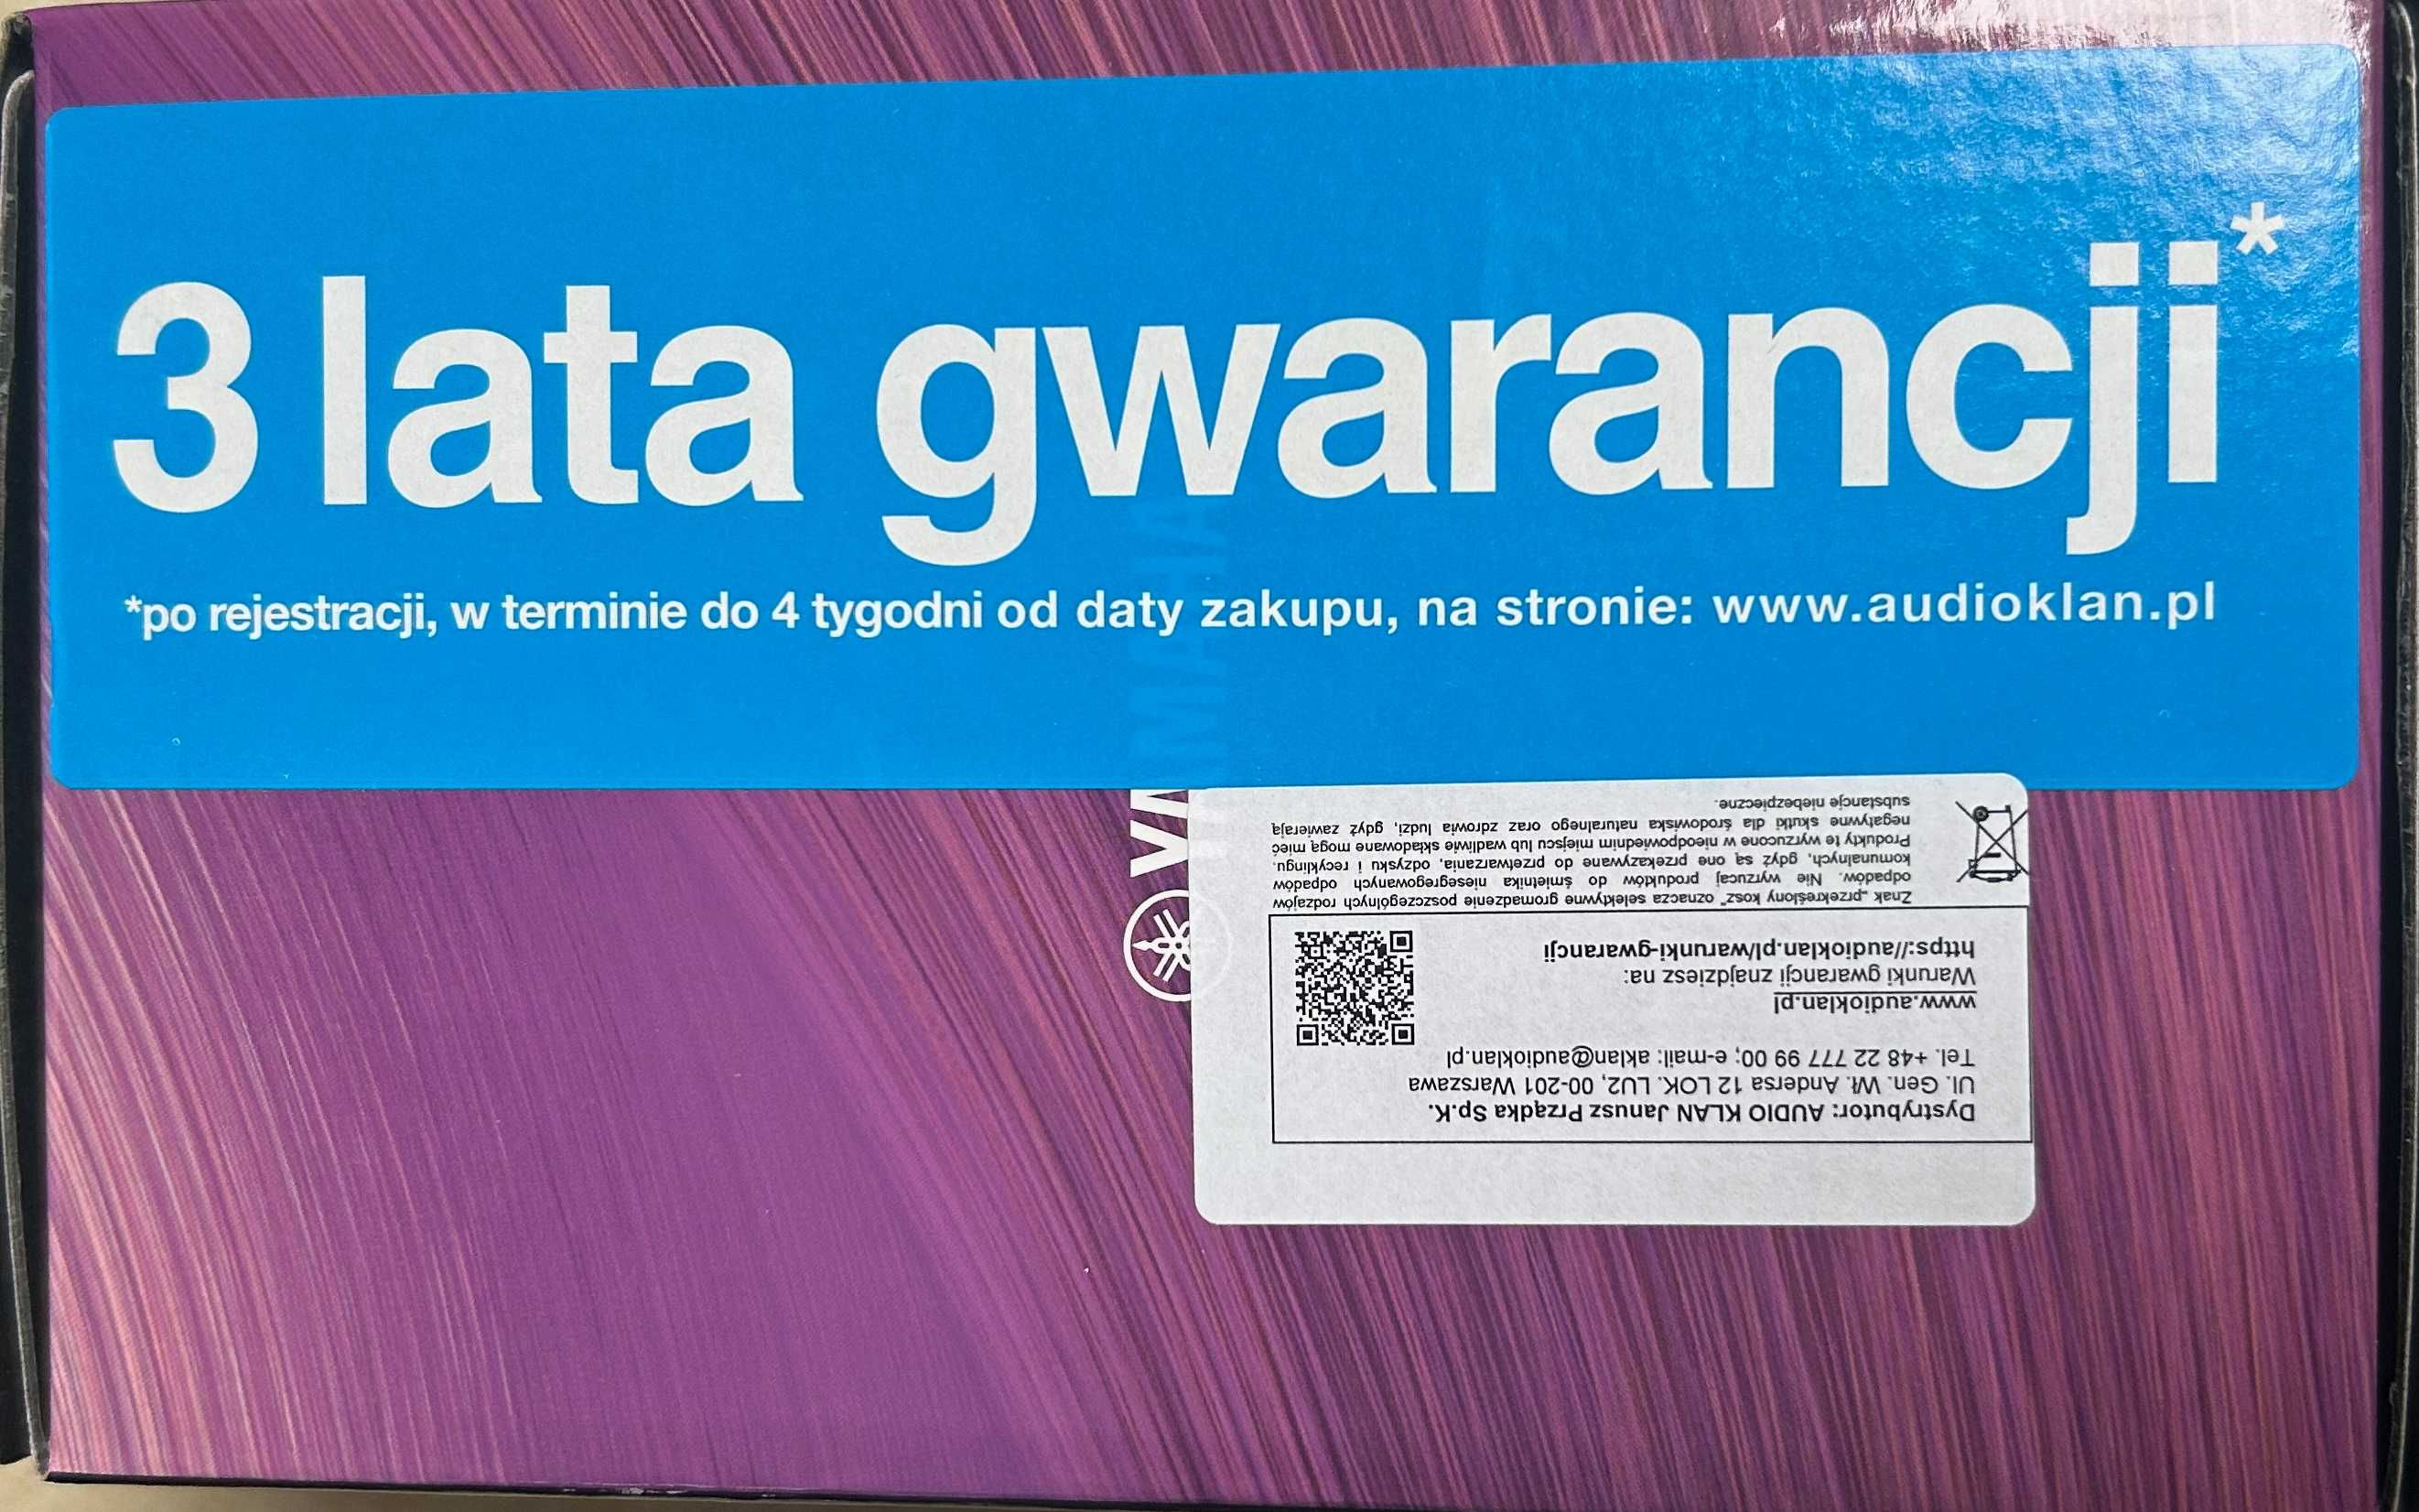 3 lata gwarancji*
*po rejestracji, w terminie do 4 tygodni od daty zakupu, na stronie: www.audioklan.pl
YAMAHA
Dystrybutor: AUDIO KLAN Janusz Prządka Sp.K.
Ul. Gen. Wł. Andersa 12 LOK. LU2, 00-201 Warszawa
Tel. +48 22 777 99 00; e-mail: aklan@audioklan.pl
www.audioklan.pl
Warunki gwarancji znajdziesz na:
https://audioklan.pl/warunki-gwarancji
Znak „przekreślony kosz” oznacza selektywne gromadzenie poszczególnych rodzajów
odpadów. Nie wyrzucaj produktów do śmietnika niesegregowanych odpadów
komunalnych, gdyż są one przekazywane do przetwarzania, odzysku i recyklingu.
Produkty te wyrzucone w nieodpowiednim miejscu lub wadliwie składowane mogą mieć
negatywne skutki dla środowiska naturalnego oraz zdrowia ludzi, gdyż zawierają
substancje niebezpieczne.